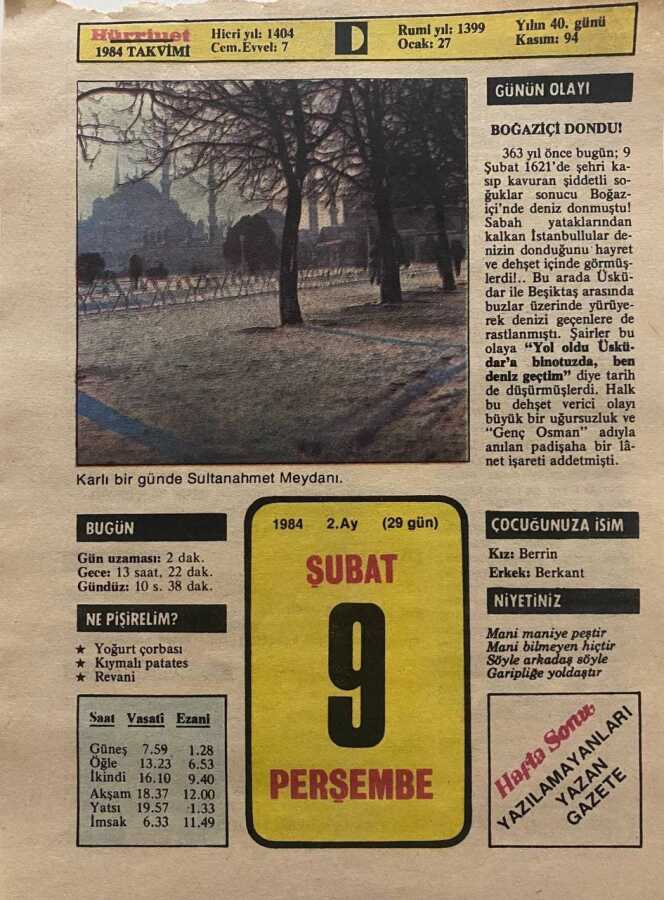 Hürriyet
1984 TAKVİMİ
Hicri yıl: 1404
Cem.Evvel: 7
D
Rumi yıl: 1399
Ocak: 27
Yılın 40. günü
Kasım: 94
GÜNÜN OLAYI
BOĞAZİÇİ DONDU!
363 yıl önce bugün; 9
Şubat 1621'de şehri ka-
sıp kavuran şiddetli so-
ğuklar sonucu Boğaz-
içi'nde deniz donmuştu!
Sabah yataklarından
kalkan İstanbullular de-
nizin donduğunu hayret
ve dehşet içinde görmüş-
lerdi!.. Bu arada Üskü-
dar ile Beşiktaş arasında
buzlar üzerinde yürüye-
rek denizi geçenlere de
rastlanmıştı. Şairler bu
olaya "Yol oldu Üskü-
dar'a binotuzda, ben
deniz geçtim" diye tarih
de düşürmüşlerdi. Halk
bu dehşet verici olayı
büyük bir uğursuzluk ve
"Genç Osman" adıyla
anılan padişaha bir lâ-
net işareti addetmişti.
Karlı bir günde Sultanahmet Meydanı.
BUGÜN
Gün uzaması: 2 dak.
Gece: 13 saat, 22 dak.
Gündüz: 10 s. 38 dak.
NE PİŞİRELİM?
★ Yoğurt çorbası
★ Kıymalı patates
★ Revani
Saat Vasati Ezani
Güneş 7.59 1.28
Öğle 13.23 6.53
İkindi 16.10 9.40
Akşam 18.37 12.00
Yatsı 19.57 1.33
İmsak 6.33 11.49
1984 2.Ay (29 gün)
ŞUBAT
9
PERŞEMBE
ÇOCUĞUNUZA İSİM
Kız: Berrin
Erkek: Berkant
NİYETİNİZ
Mani maniye peştir
Mani bilmeyen hiçtir
Söyle arkadaş söyle
Garipliğe yoldaştır
Hafta Sonu
YAZILAMAYANLARI
YAZAN
GAZETE